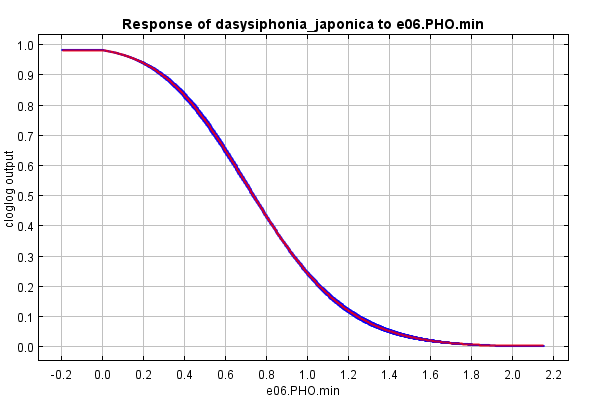 Response of dasysiphonia_japonica to e06.PHO.min
1.0
0.9
0.8
0.7
0.6
0.5
0.4
0.3
0.2
0.1
0.0
cloglog output
-0.2 0.0 0.2 0.4 0.6 0.8 1.0 1.2 1.4 1.6 1.8 2.0 2.2
e06.PHO.min